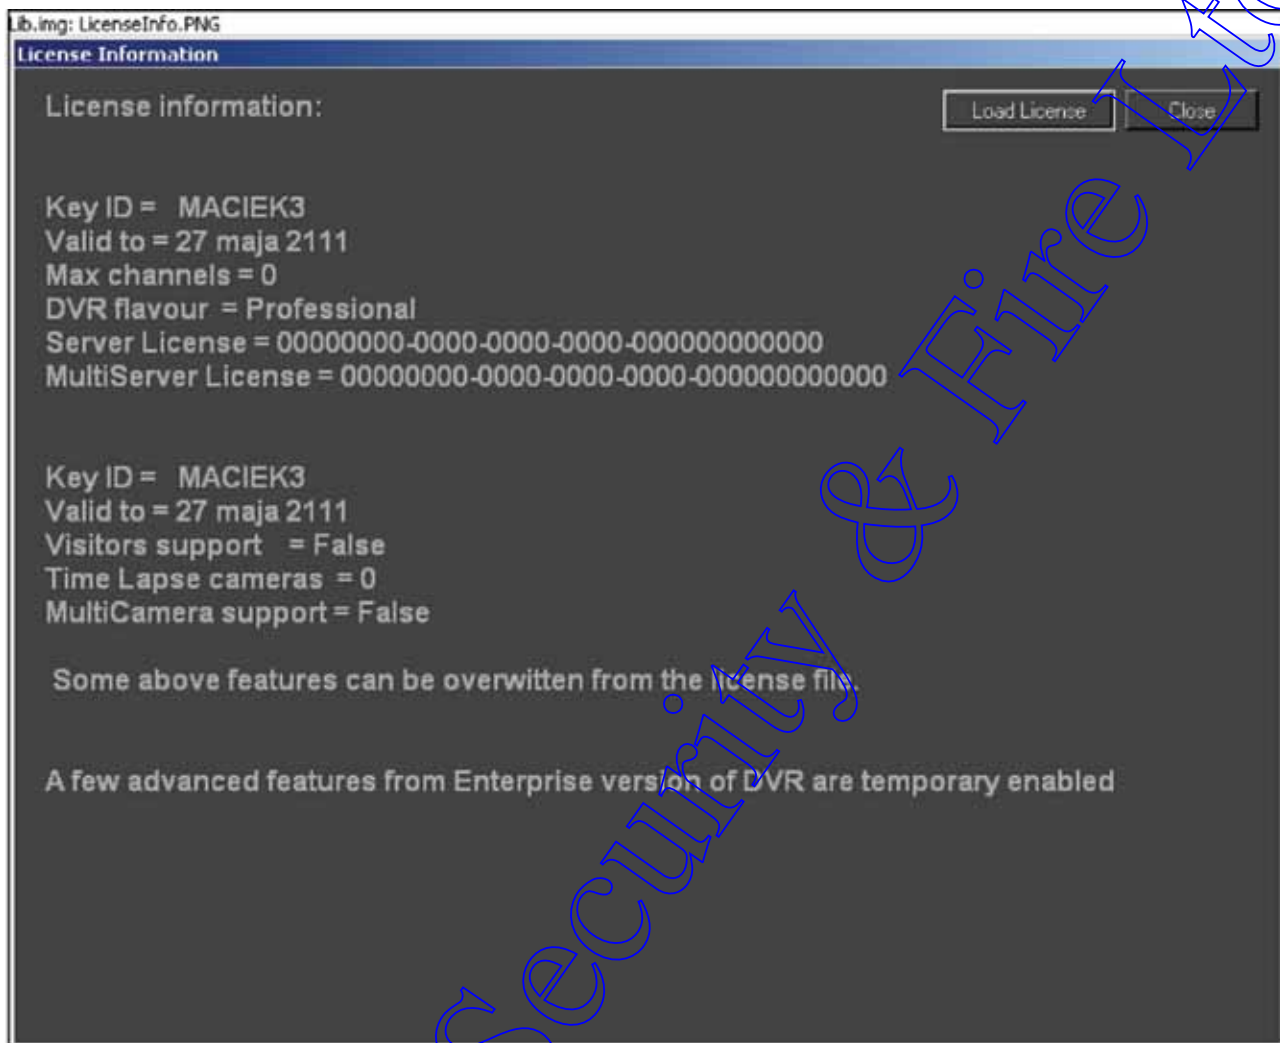 Lib.img: LicenseInfo.PNG
License Information
License information:
Load License
Close
Key ID =   MACIEK3
Valid to = 27 maja 2111
Max channels = 0
DVR flavour  = Professional
Server License = 00000000-0000-0000-0000-000000000000
MultiServer License = 00000000-0000-0000-0000-000000000000
Key ID =   MACIEK3
Valid to = 27 maja 2111
Visitors support   = False
Time Lapse cameras  = 0
MultiCamera support = False
Some above features can be overwitten from the license file.
A few advanced features from Enterprise version of DVR are temporary enabled
Security & Fire Lt